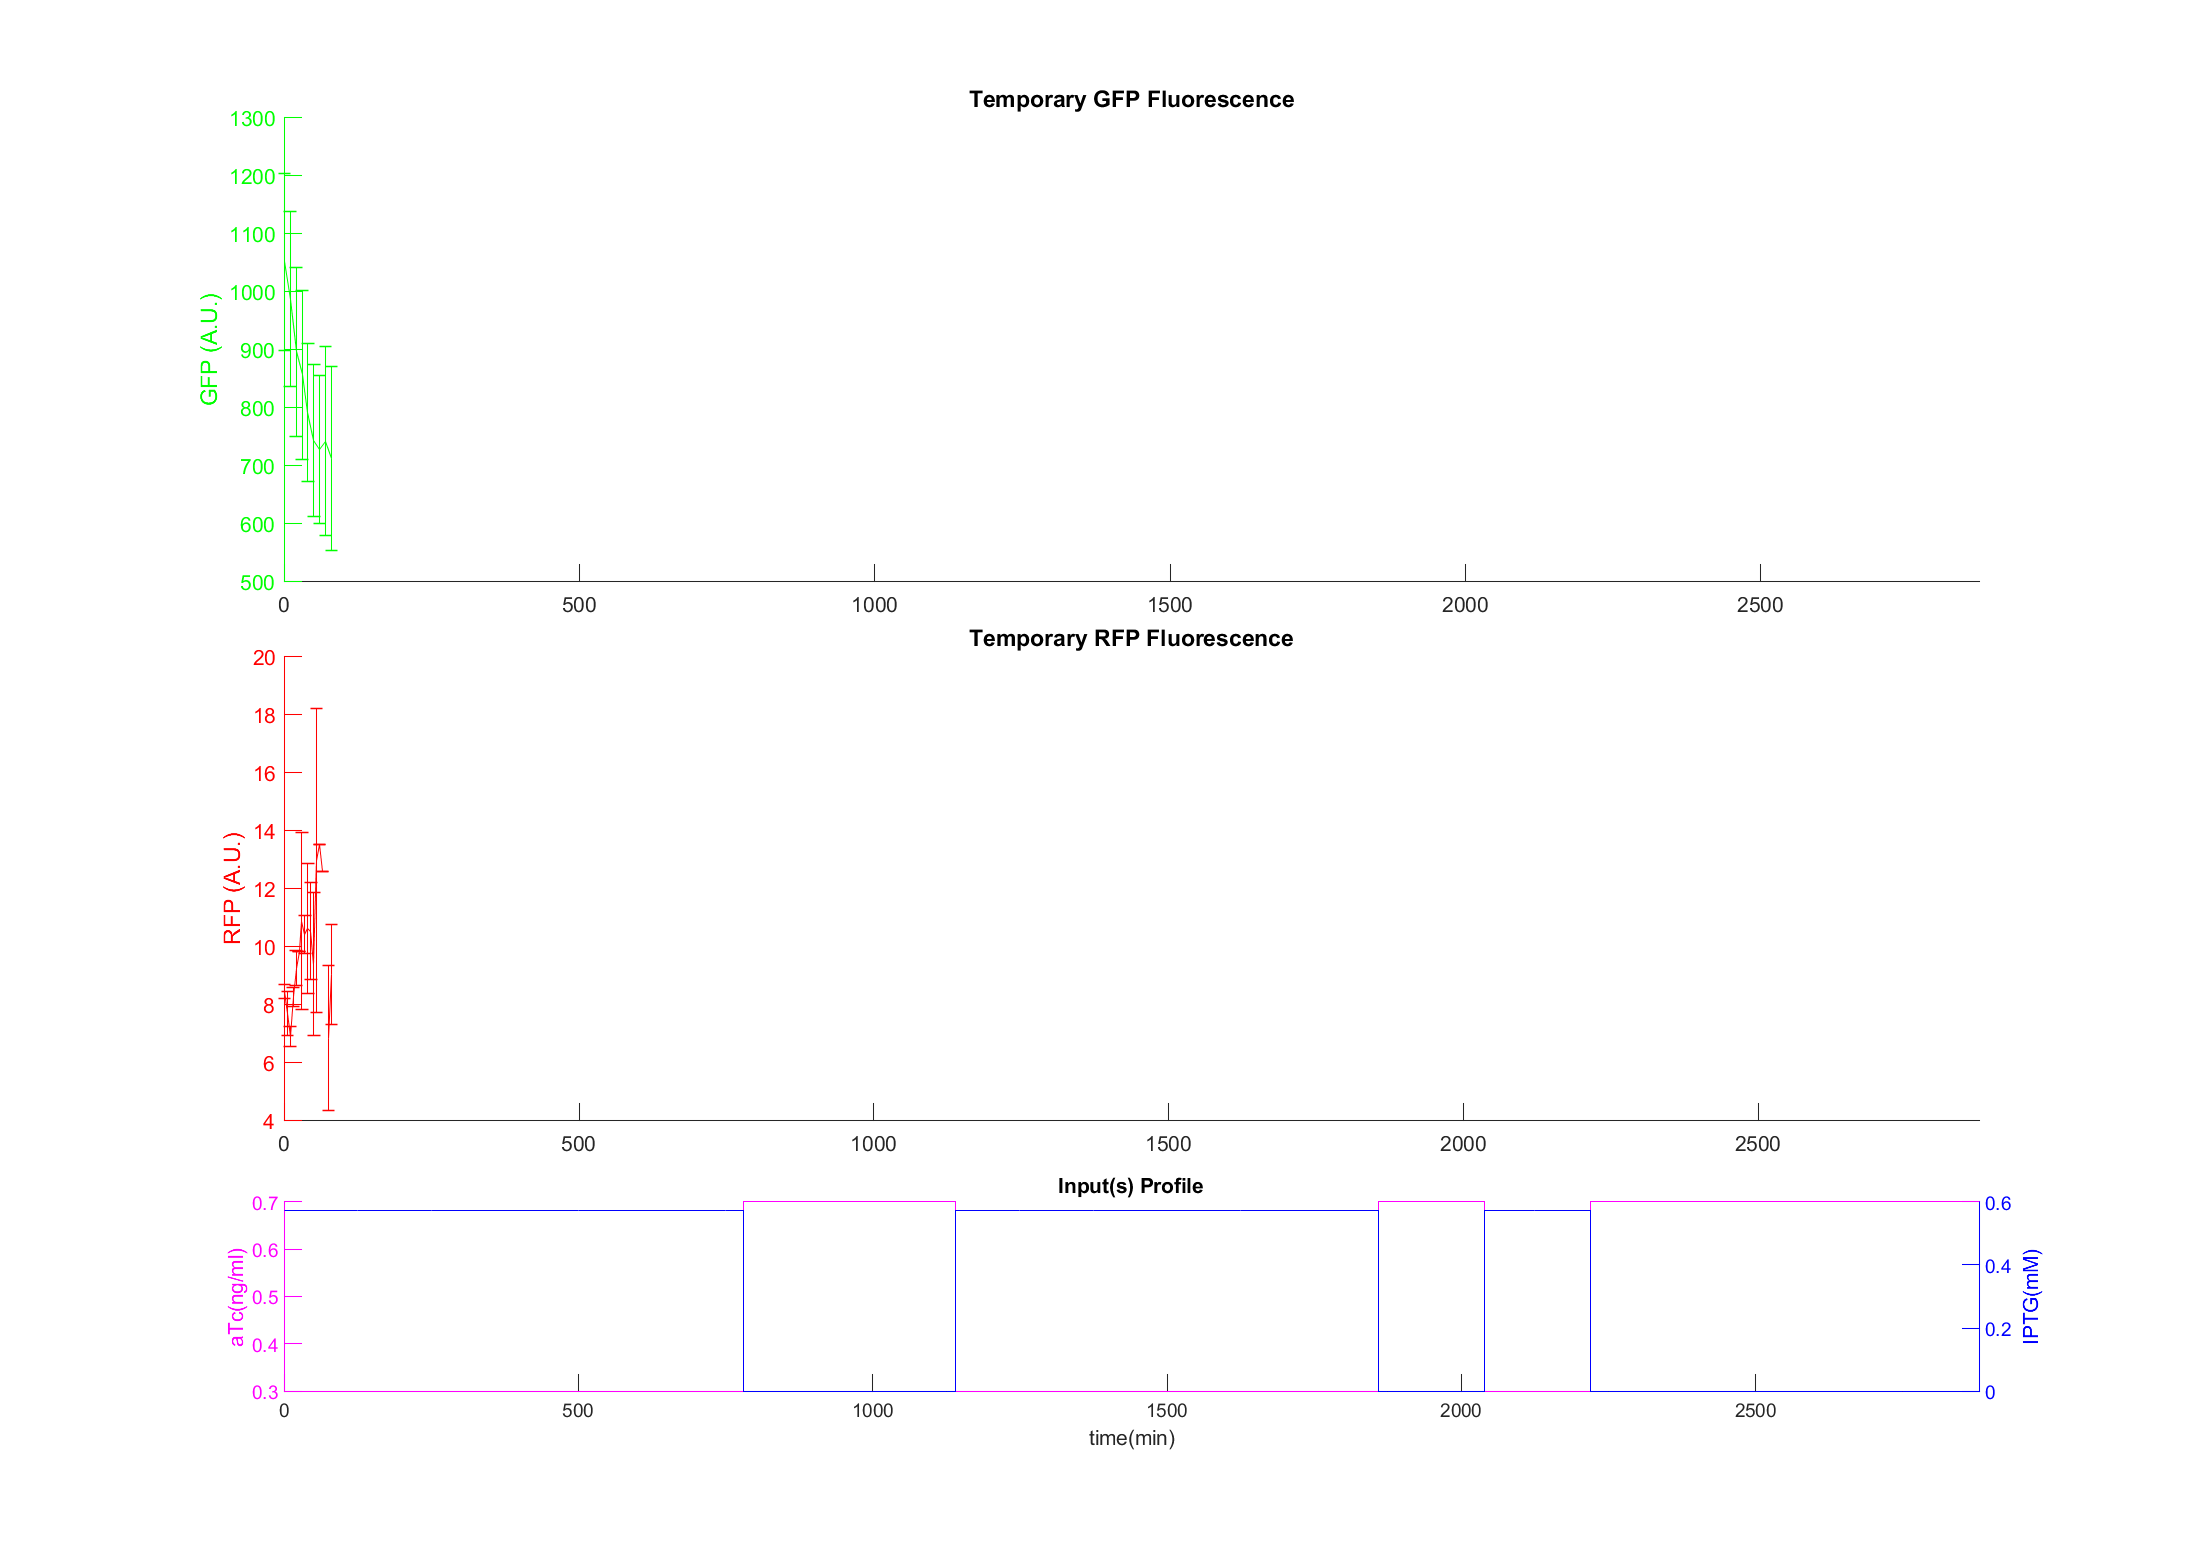 Temporary GFP Fluorescence
GFP (A.U.)
1300
1200
1100
1000
900
800
700
600
500
0 500 1000 1500 2000 2500
Temporary RFP Fluorescence
RFP (A.U.)
20
18
16
14
12
10
8
6
4
0 500 1000 1500 2000 2500
Input(s) Profile
aTc(ng/ml)
0.7
0.6
0.5
0.4
0.3
0.6
0.4
0.2
0
IPTG(mM)
0 500 1000 1500 2000 2500
time(min)